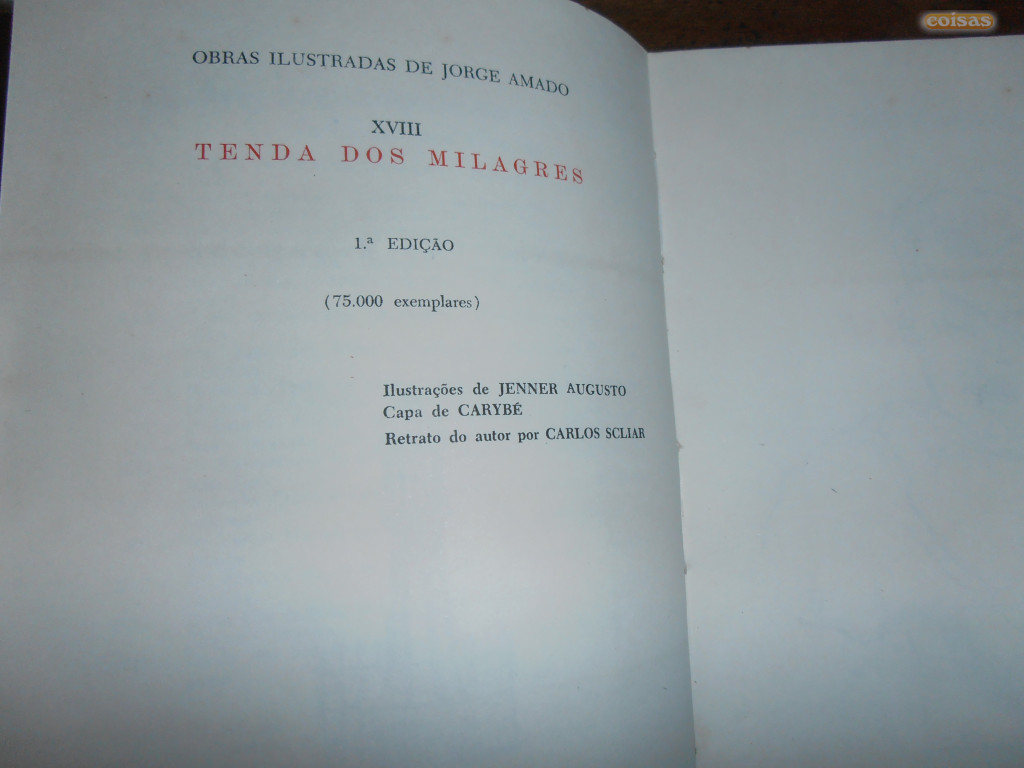 OBRAS ILUSTRADAS DE JORGE AMADO
XVIII
TENDA DOS MILAGRES
1.ª EDIÇÃO
(75.000 exemplares)
Ilustrações de JENNER AUGUSTO
Capa de CARYBÉ
Retrato do autor por CARLOS SCLIAR
coisas